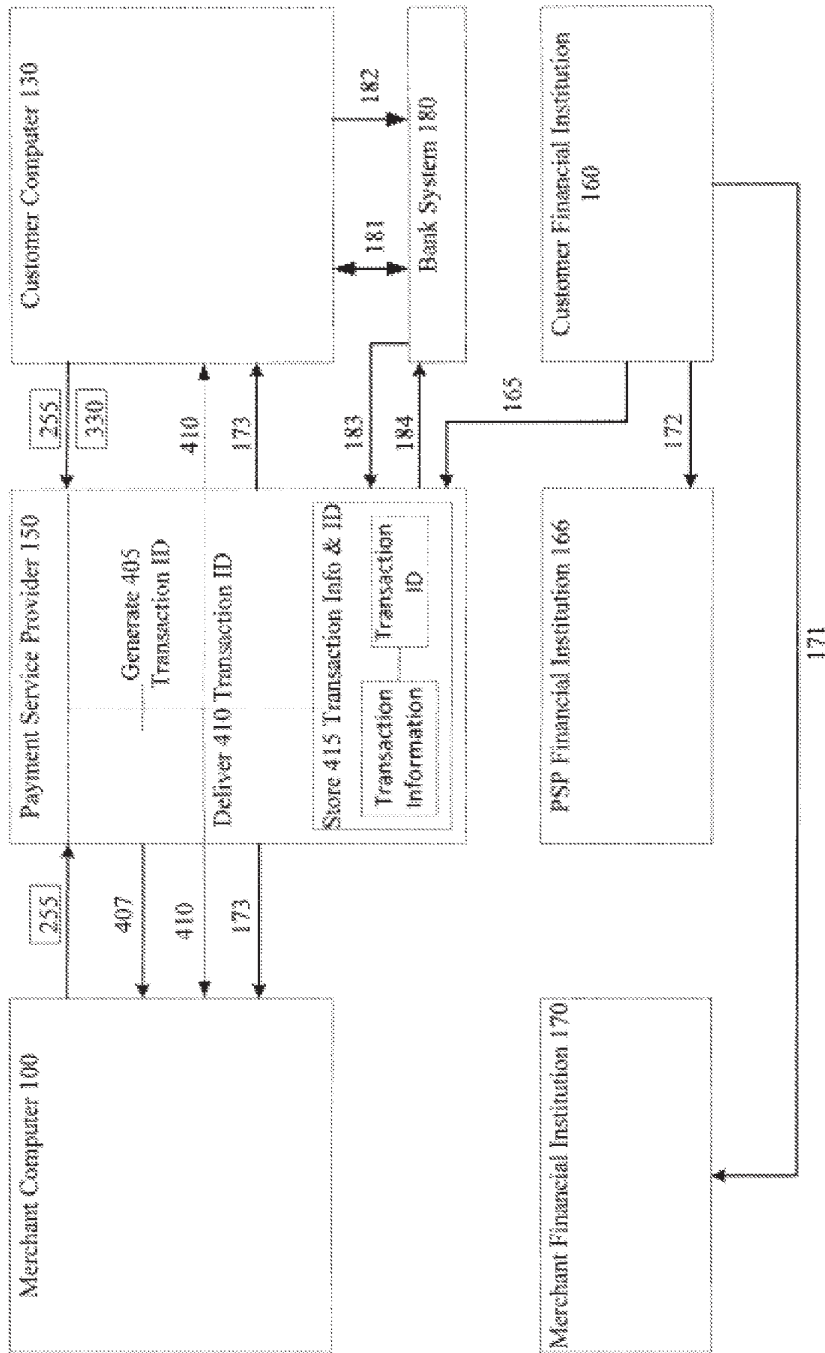 Merchant Computer 100
255
407
410
173
Payment Service Provider 150
Generate 405
Transaction ID
Deliver 410 Transaction ID
Store 415 Transaction Info & ID
Transaction
Information
Transaction
ID
255
330
410
173
183
184
165
Customer Computer 130
181
182
Bank System 180
Merchant Financial Institution 170
PSP Financial Institution 166
172
Customer Financial Institution
160
171